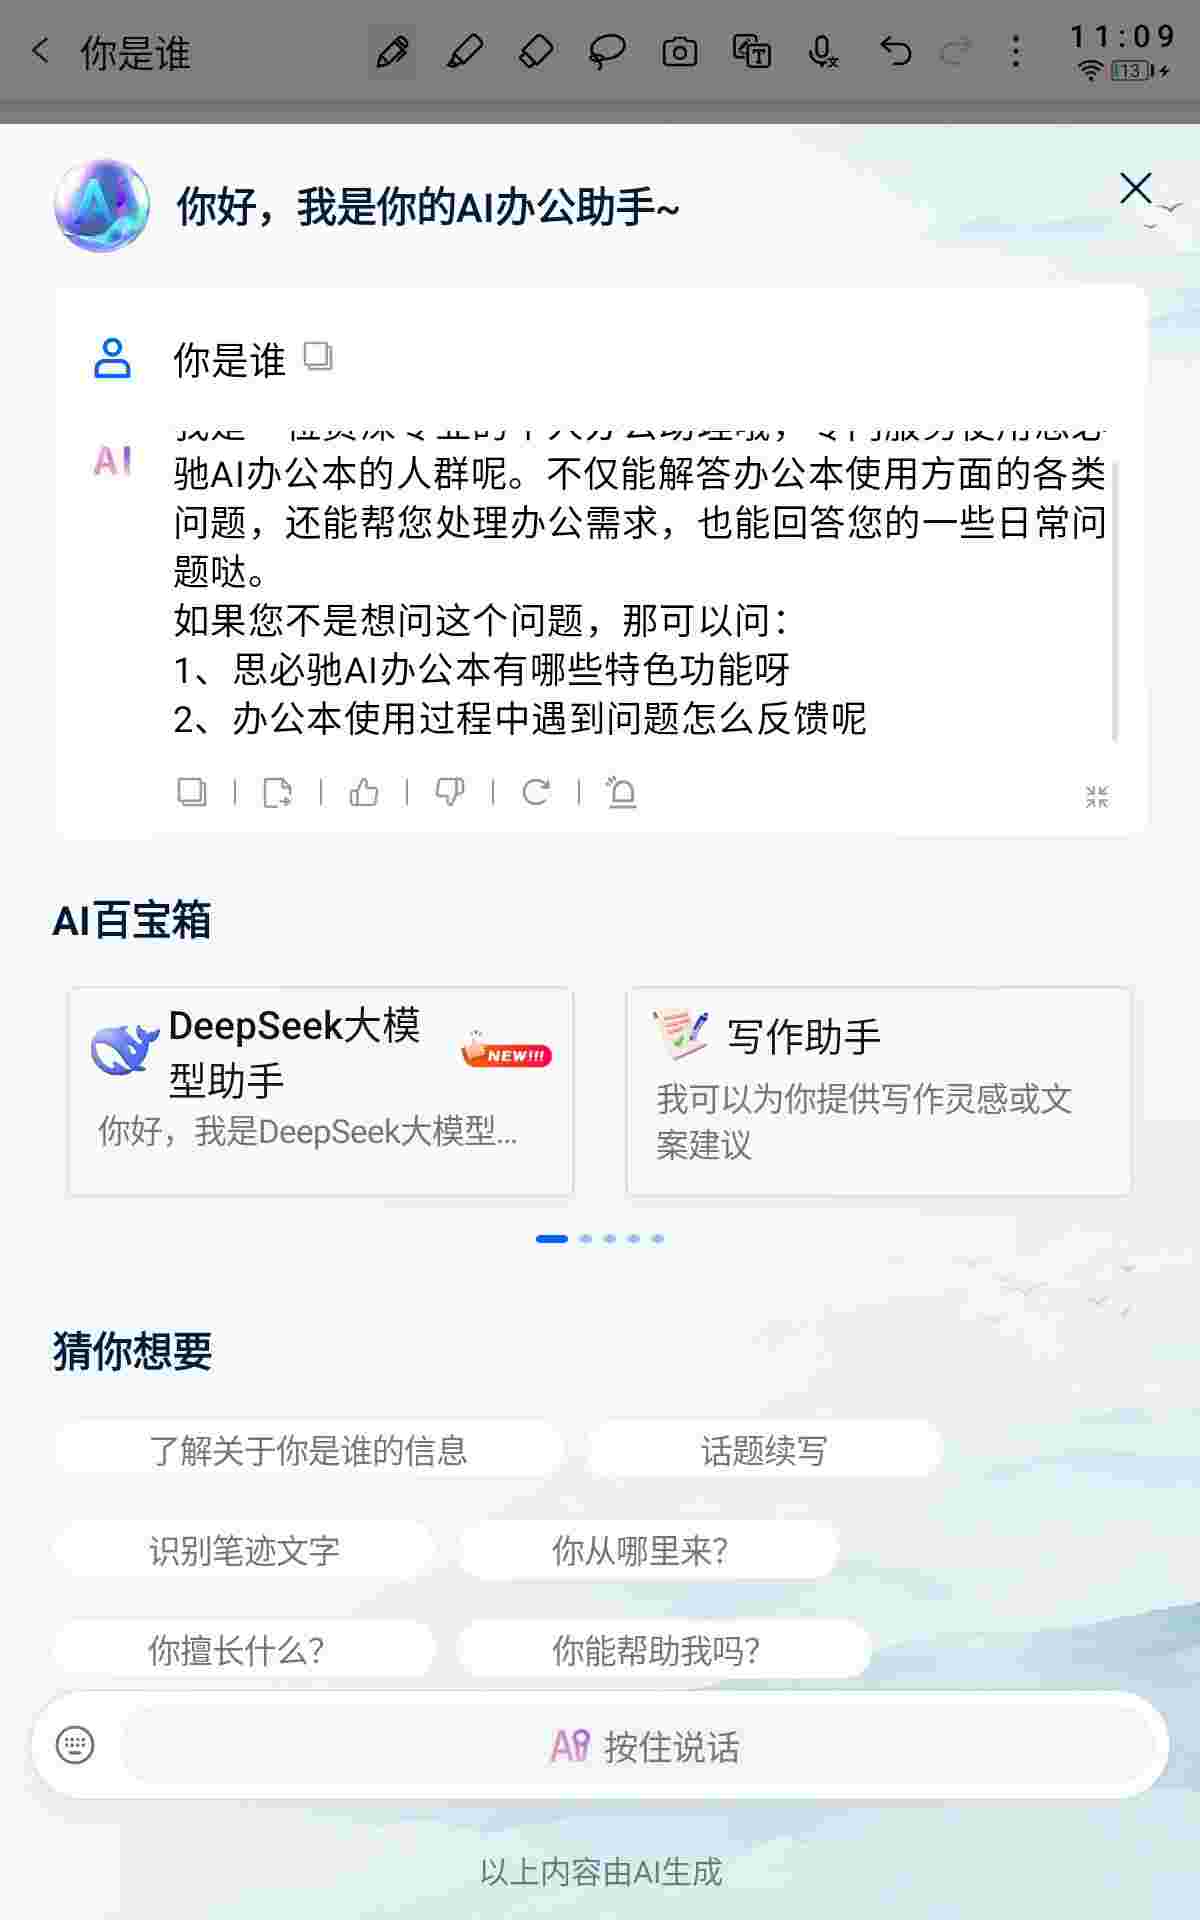 你是谁
11:09
13
你好，我是你的AI办公助手~
你是谁
AI
驰AI办公本的人群呢。不仅能解答办公本使用方面的各类
问题，还能帮您处理办公需求，也能回答您的一些日常问
题哒。
如果您不是想问这个问题，那可以问：
1、思必驰AI办公本有哪些特色功能呀
2、办公本使用过程中遇到问题怎么反馈呢
AI百宝箱
DeepSeek大模
型助手
NEW!!!
你好，我是DeepSeek大模型...
写作助手
我可以为你提供写作灵感或文
案建议
猜你想要
了解关于你是谁的信息
话题续写
识别笔迹文字
你从哪里来？
你擅长什么？
你能帮助我吗？
AI 按住说话
以上内容由AI生成